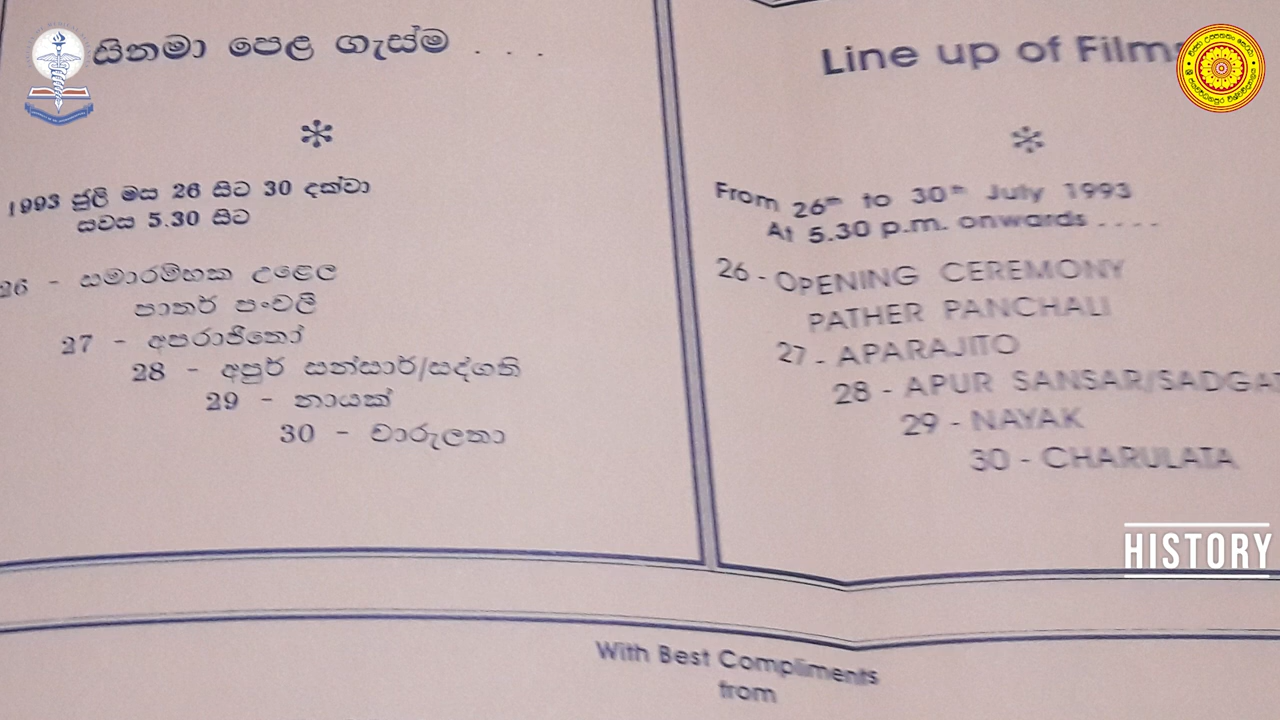 සිනමා පෙළ ගැස්ම . . .
1993 ජුලි මස 26 සිට 30 දක්වා
සවස 5.30 සිට
26 - සමාරම්භක උළෙල
පාතර් පංචලි
27 - අපරාජිතෝ
28 - අපුර් සන්සාර්/සද්ගති
29 - නායක්
30 - චාරුලතා
Line up of Films
From 26th to 30th July 1993
At 5.30 p.m. onwards ....
26 - OPENING CEREMONY
PATHER PANCHALI
27 - APARAJITO
28 - APUR SANSAR/SADGAT
29 - NAYAK
30 - CHARULATA
HISTORY
With Best Compliments
from